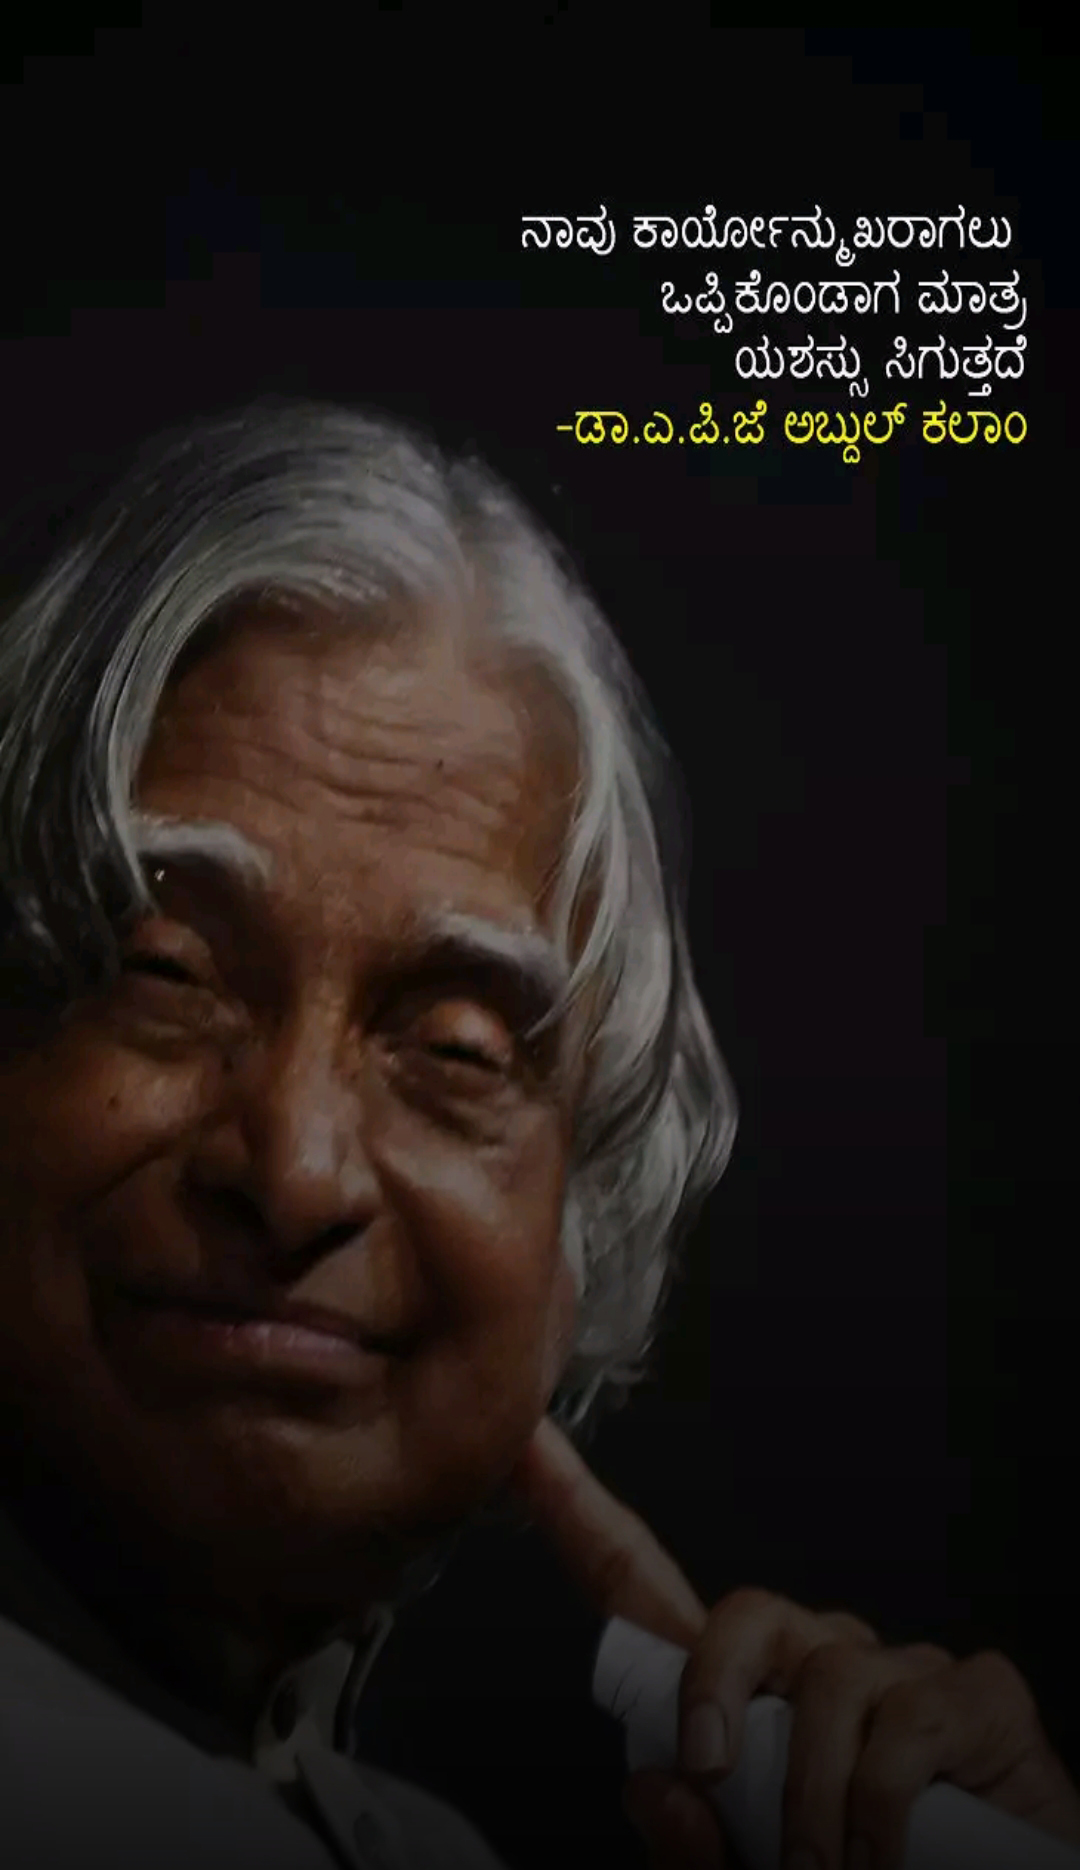 ನಾವು ಕಾರ್ಯೋನ್ಮುಖರಾಗಲು
ಒಪ್ಪಿಕೊಂಡಾಗ ಮಾತ್ರ
ಯಶಸ್ಸು ಸಿಗುತ್ತದೆ
-ಡಾ.ಎ.ಪಿ.ಜೆ ಅಬ್ದುಲ್ ಕಲಾಂ